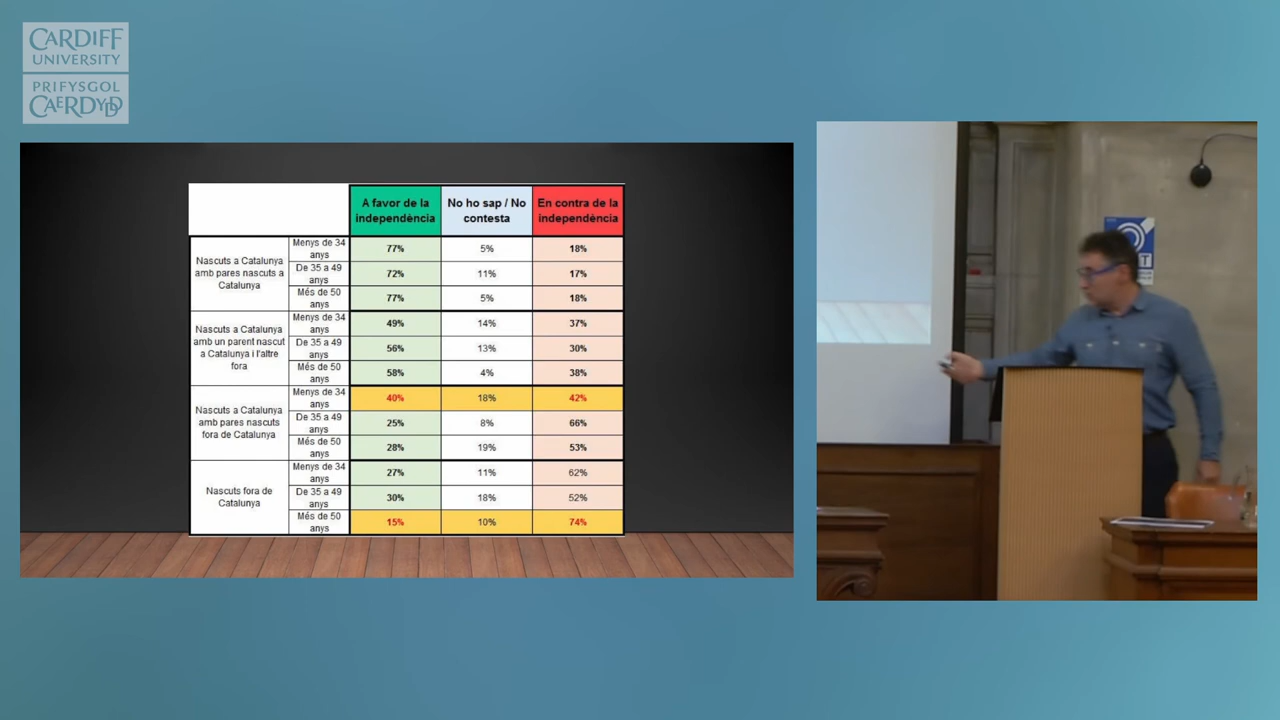 CARDIFF
UNIVERSITY
PRIFYSGOL
CAERDYDD
A favor de la
independència
No ho sap / No
contesta
En contra de la
independència
Nascuts a Catalunya
amb pares nascuts a
Catalunya
Menys de 34
anys
77%
5%
18%
De 35 a 49
anys
72%
11%
17%
Més de 50
anys
77%
5%
18%
Nascuts a Catalunya
amb un parent nascut
a Catalunya i l'altre
fora
Menys de 34
anys
49%
14%
37%
De 35 a 49
anys
56%
13%
30%
Més de 50
anys
58%
4%
38%
Nascuts a Catalunya
amb pares nascuts
fora de Catalunya
Menys de 34
anys
40%
18%
42%
De 35 a 49
anys
25%
8%
66%
Més de 50
anys
28%
19%
53%
Nascuts fora de
Catalunya
Menys de 34
anys
27%
11%
62%
De 35 a 49
anys
30%
18%
52%
Més de 50
anys
15%
10%
74%
T